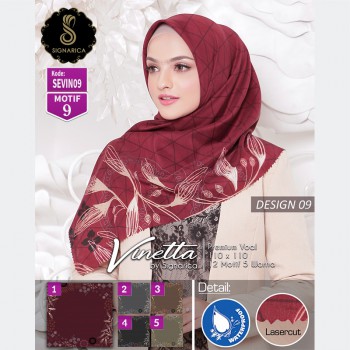 SIGNARICA
Kode:
SEVIN09
MOTIF
9
DESIGN 09
Vinetta
by Signarica
Premium Voal
110 x 110
2 Motif 5 Warna
1
2
3
4
5
Detail:
WATERPROOF
Lasercut